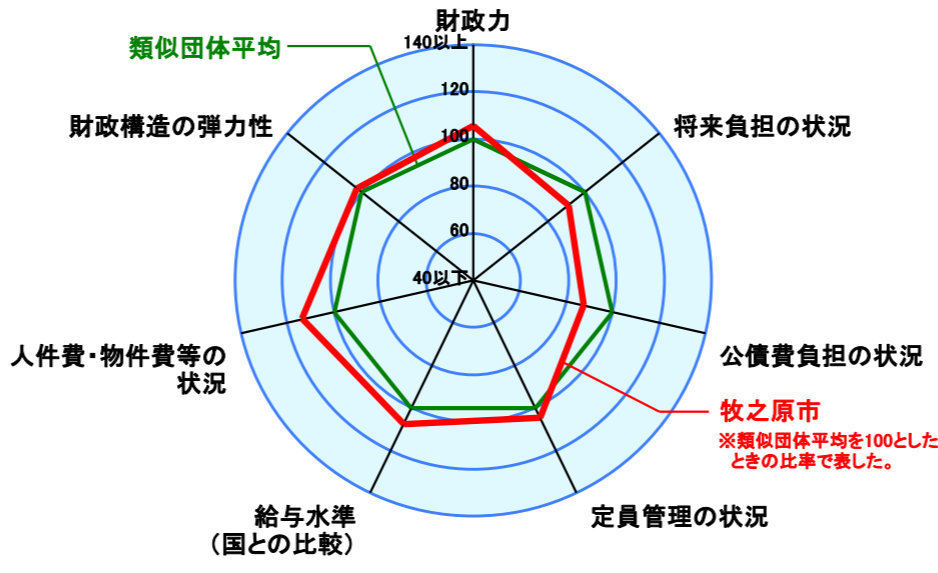 財政力
140以上
類似団体平均
120
財政構造の弾力性
将来負担の状況
100
80
60
40以下
人件費・物件費等の
状況
公債費負担の状況
牧之原市
※類似団体平均を100とした
ときの比率で表した。
給与水準
（国との比較）
定員管理の状況